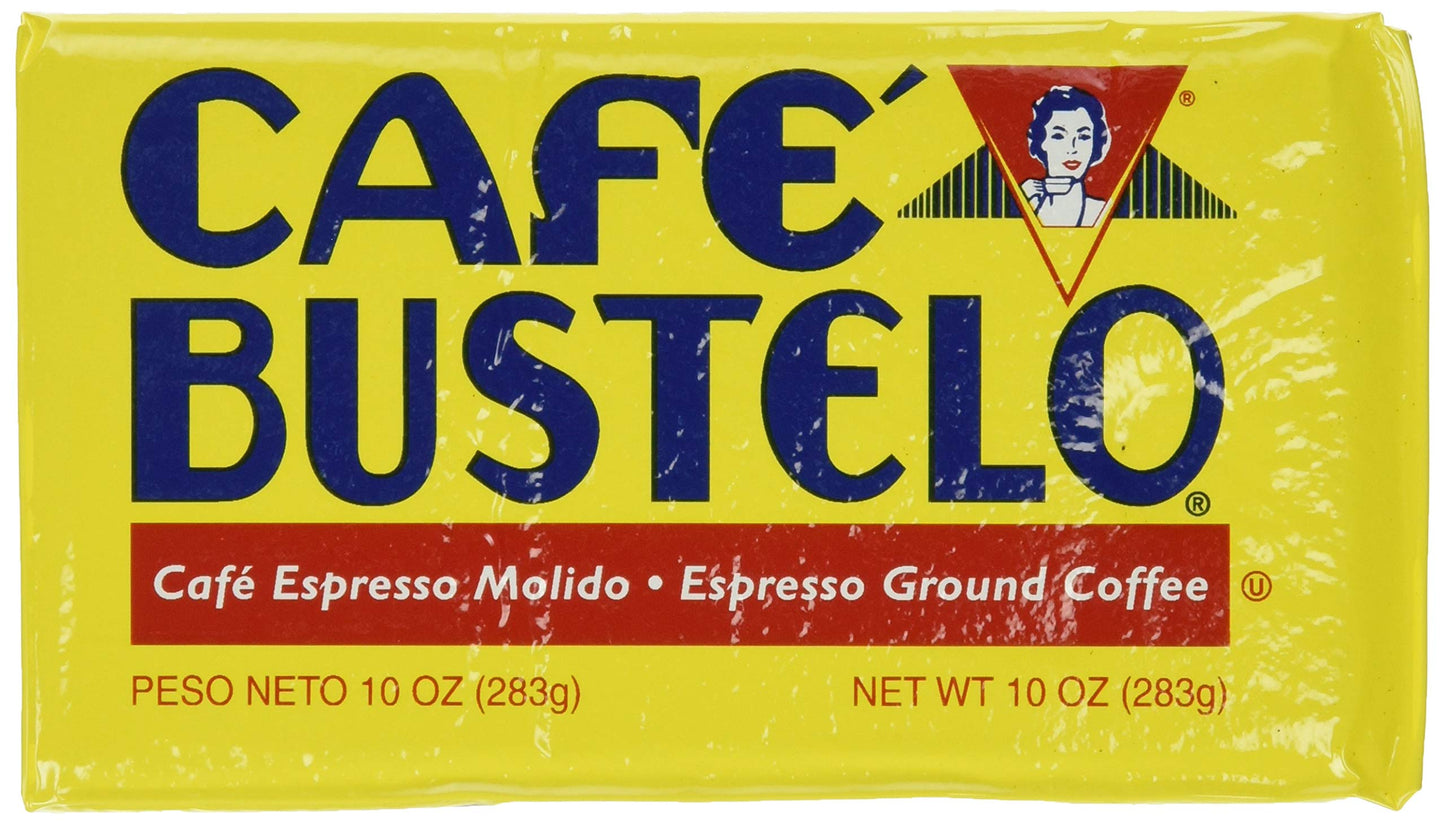 CAFÉ ®
BUSTELO ®
Café Espresso Molido • Espresso Ground Coffee Ⓤ
PESO NETO 10 OZ (283g) NET WT 10 OZ (283g)